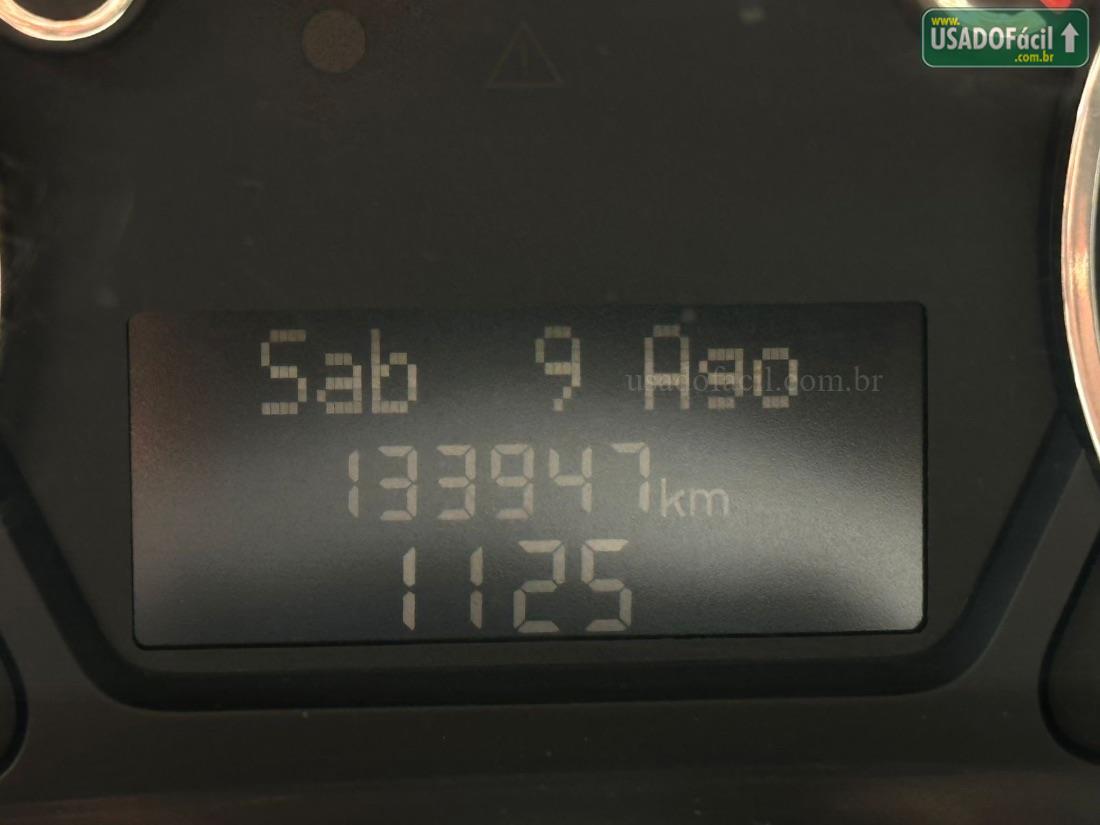 www.
USADOFácil
.com.br
Sab 9 Ago
usadofacil.com.br
133947km
1125